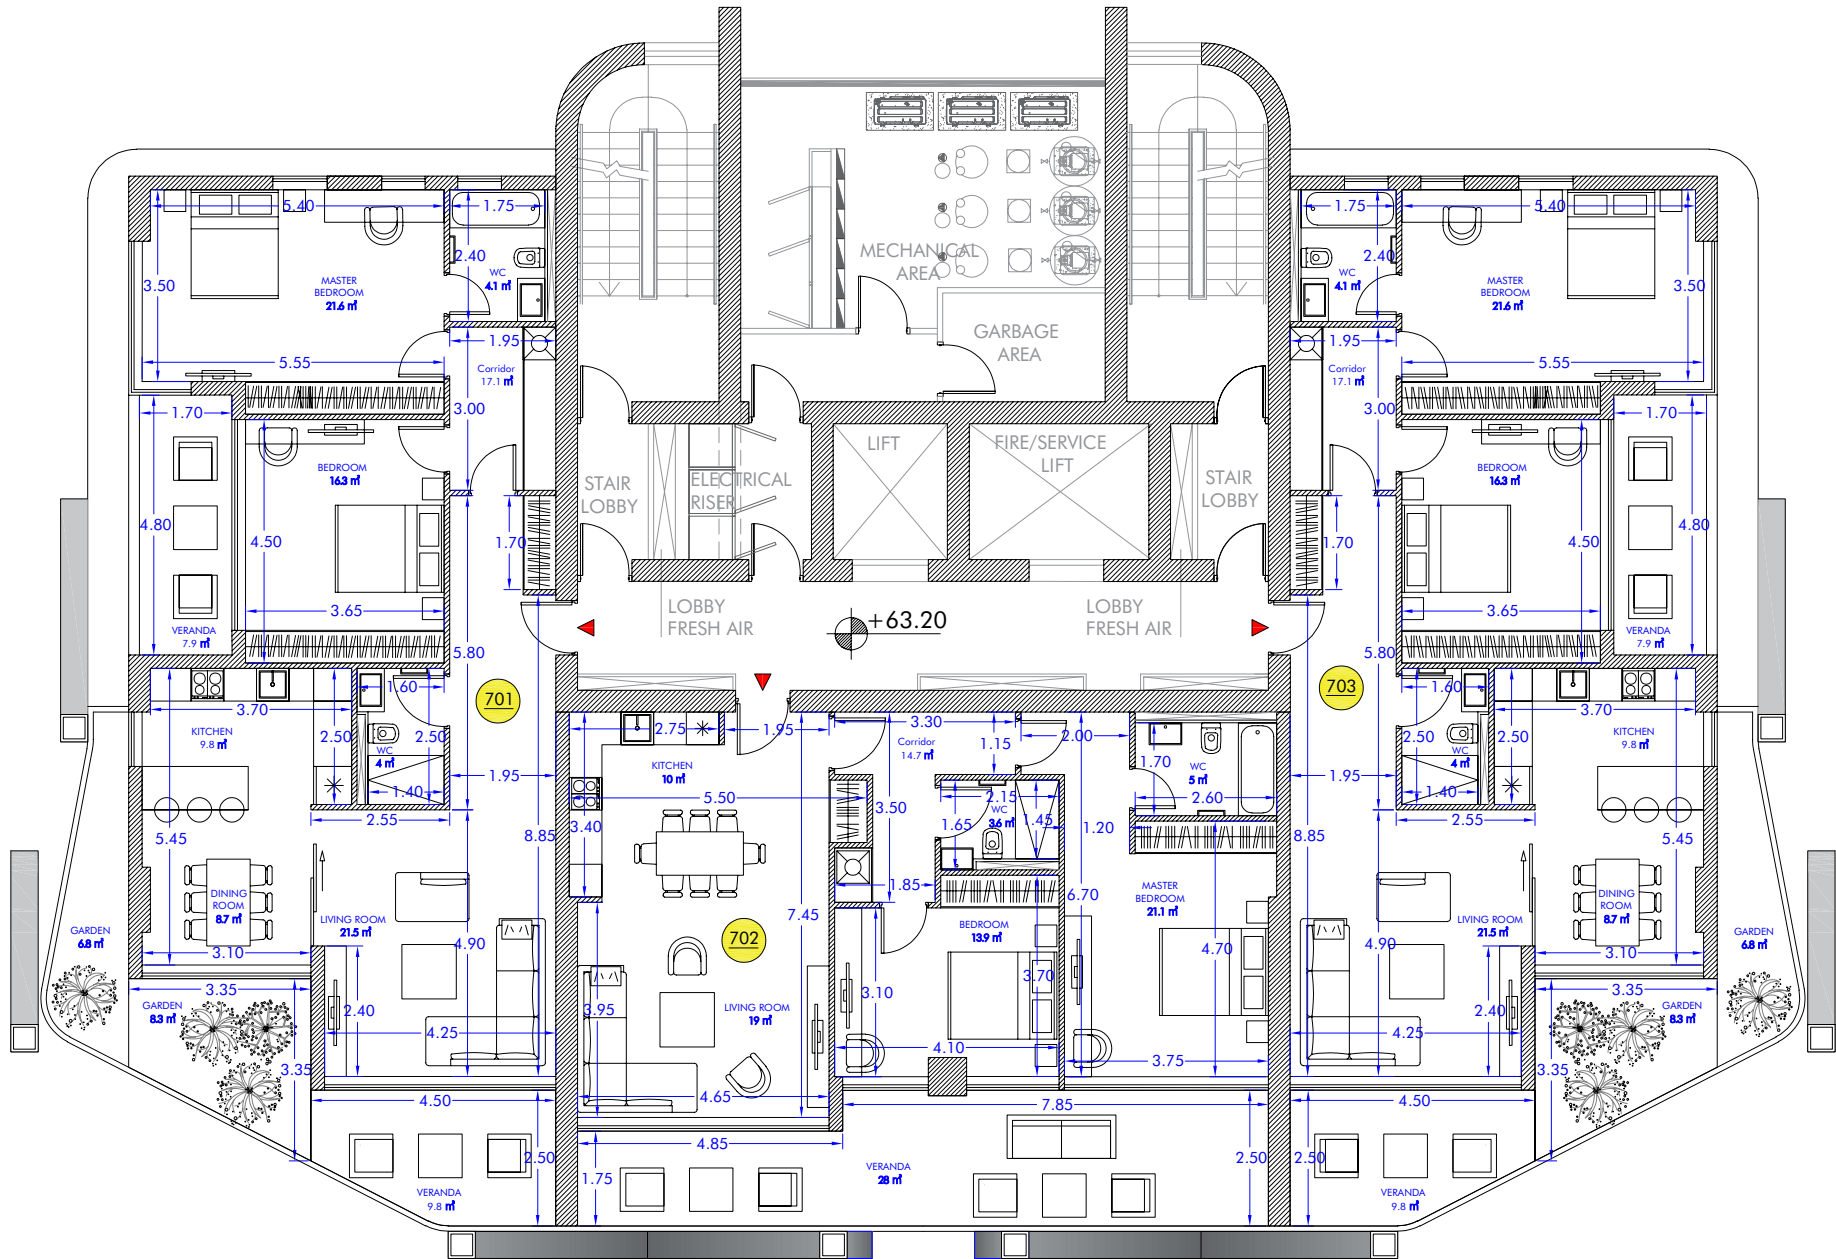 MECHANICAL
AREA
GARBAGE
AREA
LIFT
FIRE/SERVICE
LIFT
STAIR
LOBBY
ELECTRICAL
RISER
STAIR
LOBBY
LOBBY
FRESH AIR
LOBBY
FRESH AIR
+63.20
701
5.40
1.75
3.50
2.40
MASTER
BEDROOM
21.6 ㎡
WC
4.1 ㎡
5.55
1.95
Corridor
17.1 ㎡
3.00
1.70
BEDROOM
16.3 ㎡
4.80
4.50
1.70
3.65
VERANDA
7.9 ㎡
5.80
1.60
3.70
KITCHEN
9.8 ㎡
2.50
2.50
WC
4 ㎡
1.95
1.40
2.55
5.45
8.85
DINING
ROOM
8.7 ㎡
LIVING ROOM
21.5 ㎡
GARDEN
6.8 ㎡
3.10
4.90
3.35
GARDEN
8.3 ㎡
2.40
4.25
3.35
4.50
2.50
VERANDA
9.8 ㎡
702
2.75
1.95
3.30
Corridor
14.7 ㎡
1.15
2.00
KITCHEN
10 ㎡
1.70
WC
5 ㎡
5.50
3.50
2.15
2.60
3.40
1.65
WC
3.6 ㎡
1.45
1.20
1.85
6.70
MASTER
BEDROOM
21.1 ㎡
7.45
BEDROOM
13.9 ㎡
4.70
3.70
3.10
3.95
LIVING ROOM
19 ㎡
4.10
3.75
4.65
7.85
4.85
1.75
VERANDA
28 ㎡
2.50
703
1.75
5.40
2.40
3.50
WC
4.1 ㎡
MASTER
BEDROOM
21.6 ㎡
1.95
5.55
Corridor
17.1 ㎡
3.00
1.70
BEDROOM
16.3 ㎡
1.70
4.50
4.80
3.65
VERANDA
7.9 ㎡
5.80
1.60
3.70
KITCHEN
9.8 ㎡
2.50
2.50
WC
4 ㎡
1.95
1.40
2.55
8.85
5.45
DINING
ROOM
8.7 ㎡
LIVING ROOM
21.5 ㎡
GARDEN
6.8 ㎡
4.90
3.10
3.35
GARDEN
8.3 ㎡
2.40
4.25
3.35
4.50
2.50
VERANDA
9.8 ㎡